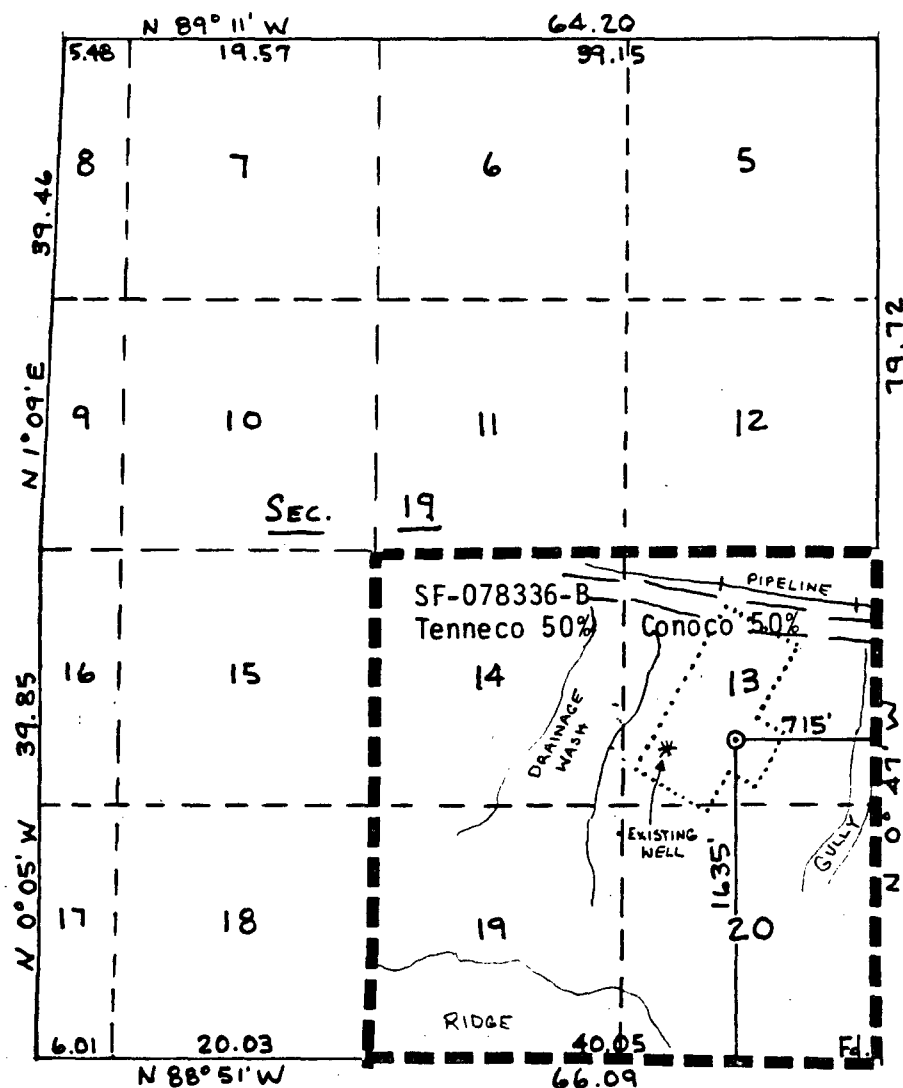 N 89° 11' W 64.20
5.48 19.57 39.15
8 7 6 5
39.46
79.72
N 1° 09' E
9 10 11 12
SEC. 19
PIPELINE
SF-078336-B
Tenneco 50% Conoco 50%
16 15 14 13
39.85
715'
DRAINAGE
WASH
N 0° 47' W
EXISTING
WELL
GULLY
1635'
N 0° 05' W
17 18 19 20
RIDGE
6.01 20.03 40.05 Fd.
N 88° 51' W 66.09